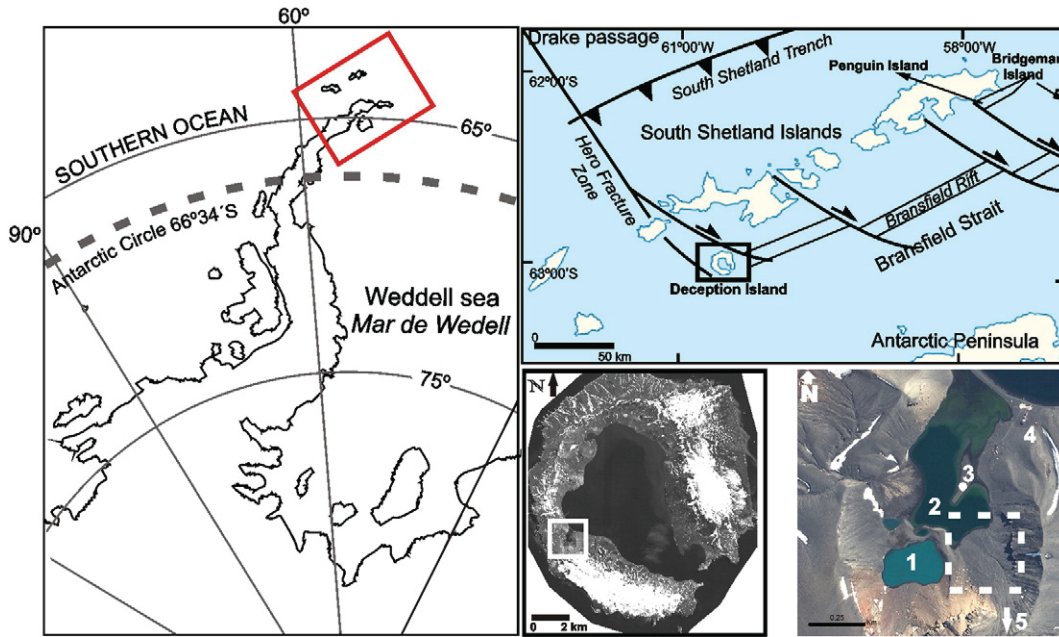 60º
SOUTHERN OCEAN
65º
90º
Antarctic Circle 66º34´S
Weddell sea
Mar de Wedell
75º
Drake passage
61º00'W
58º00'W
62º00'S
South Shetland Trench
Penguin Island
Bridgeman
Island
South Shetland Islands
Hero Fracture
Zone
Bransfield Rift
Bransfield Strait
63º00'S
Deception Island
0
50 km
Antarctic Peninsula
N
0 2 km
N
4
3
2
1
0,25
Km
5